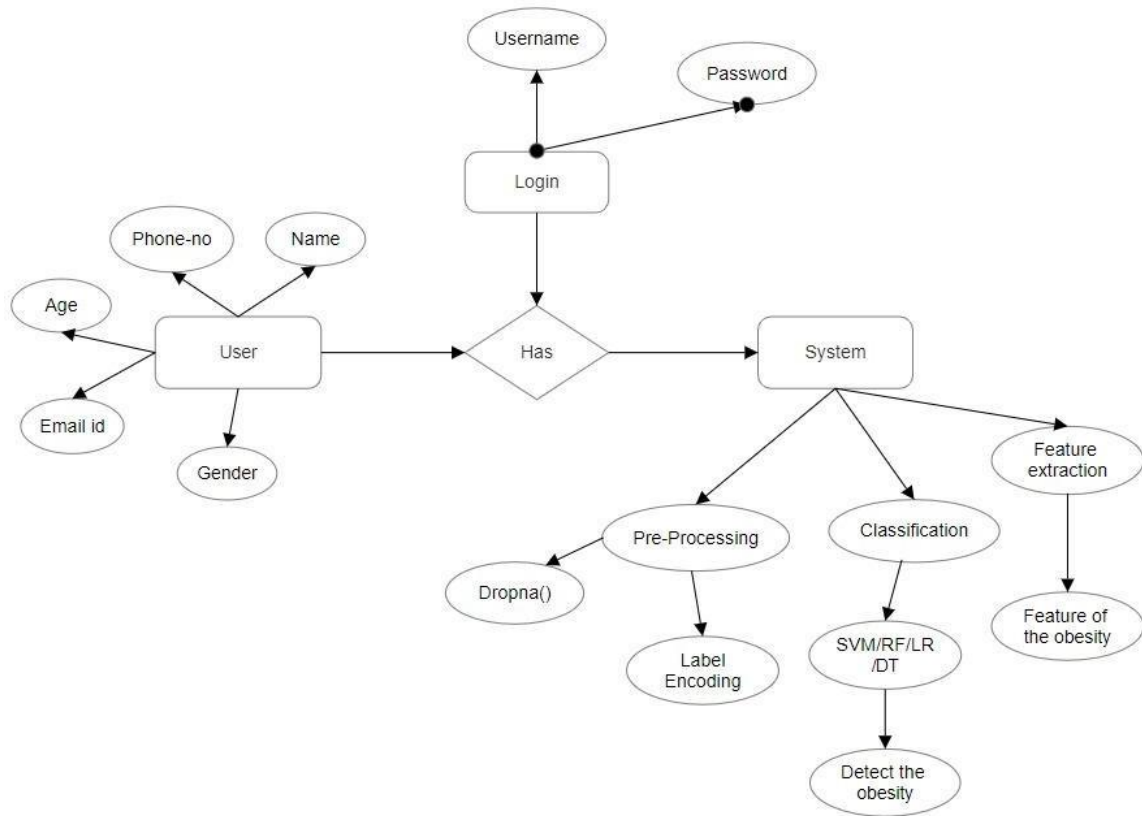 Username
Password
Login
Phone-no
Name
Age
User
Has
System
Email id
Gender
Feature
extraction
Pre-Processing
Classification
Dropna()
Label
Encoding
SVM/RF/LR
/DT
Feature of
the obesity
Detect the
obesity